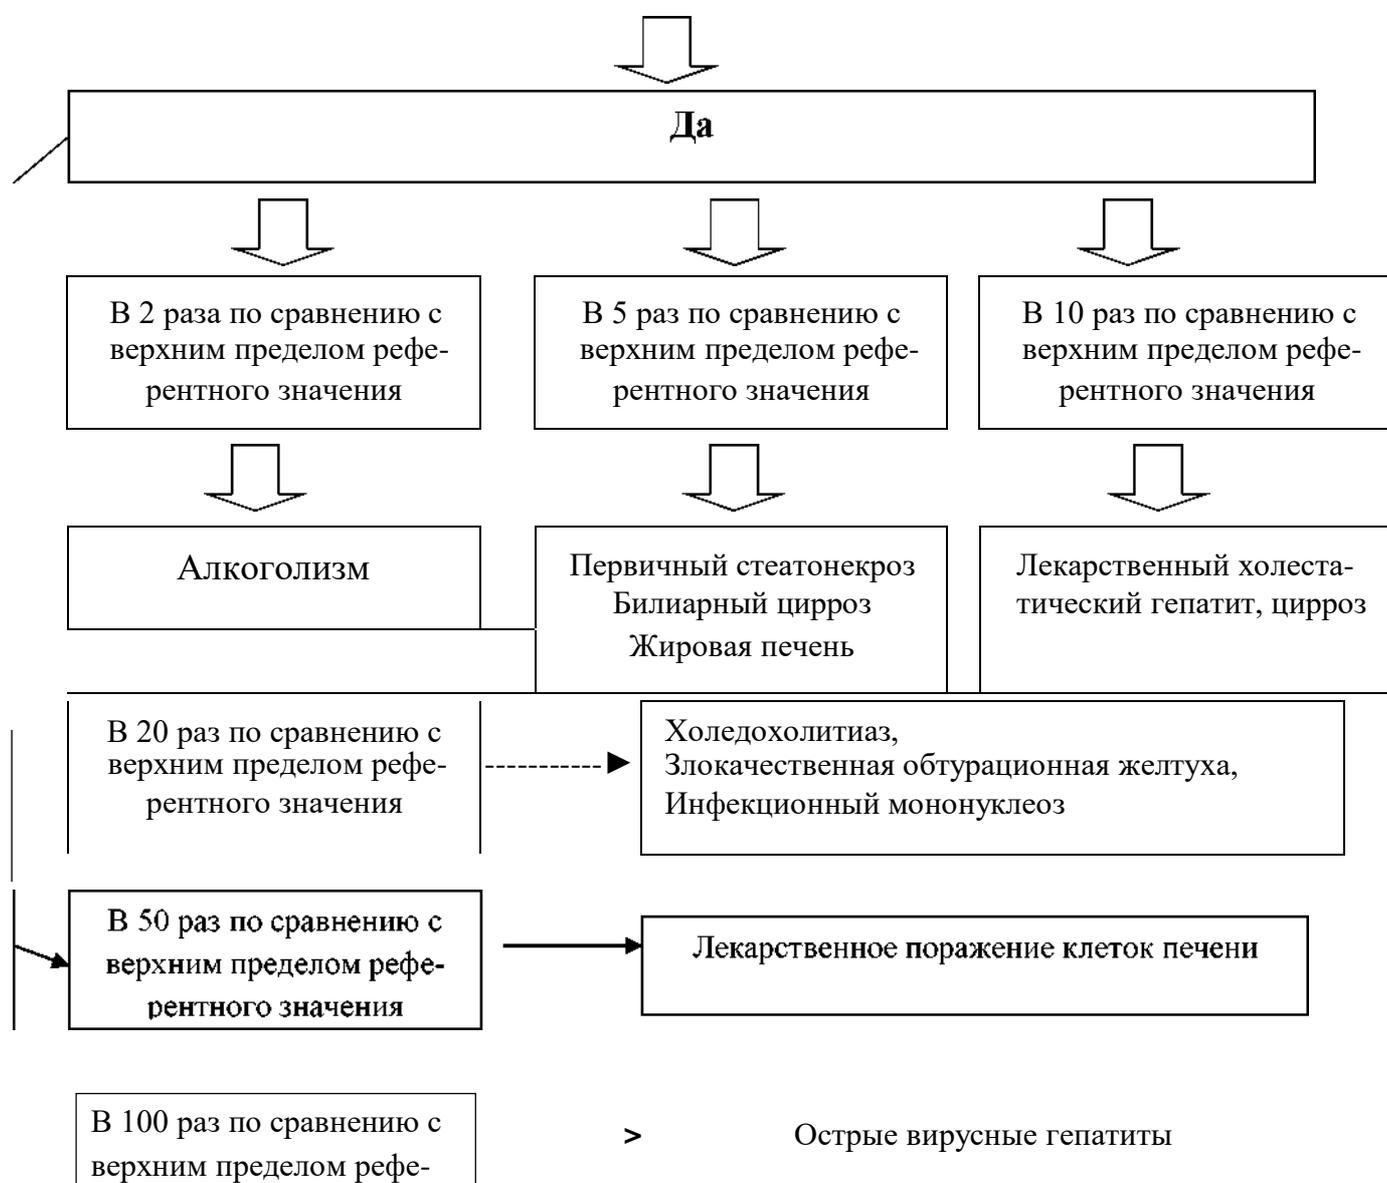 Да
В 2 раза по сравнению с
верхним пределом рефе-
рентного значения
В 5 раз по сравнению с
верхним пределом рефе-
рентного значения
В 10 раз по сравнению с
верхним пределом рефе-
рентного значения
Алкоголизм
Первичный стеатонекроз
Билиарный цирроз
Жировая печень
Лекарственный холеста-
тический гепатит, цирроз
В 20 раз по сравнению с
верхним пределом рефе-
рентного значения
Холедохолитиаз,
Злокачественная обтурационная желтуха,
Инфекционный мононуклеоз
В 50 раз по сравнению с
верхним пределом рефе-
рентного значения
Лекарственное поражение клеток печени
В 100 раз по сравнению с
верхним пределом рефе-
>
Острые вирусные гепатиты